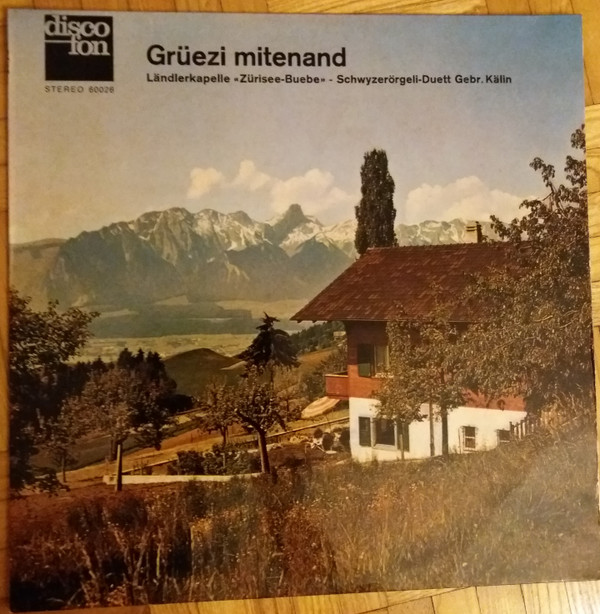 disco
fon
STEREO 60026
Grüezi mitenand
Ländlerkapelle «Zürisee-Buebe» - Schwyzerörgeli-Duett Gebr. Kälin